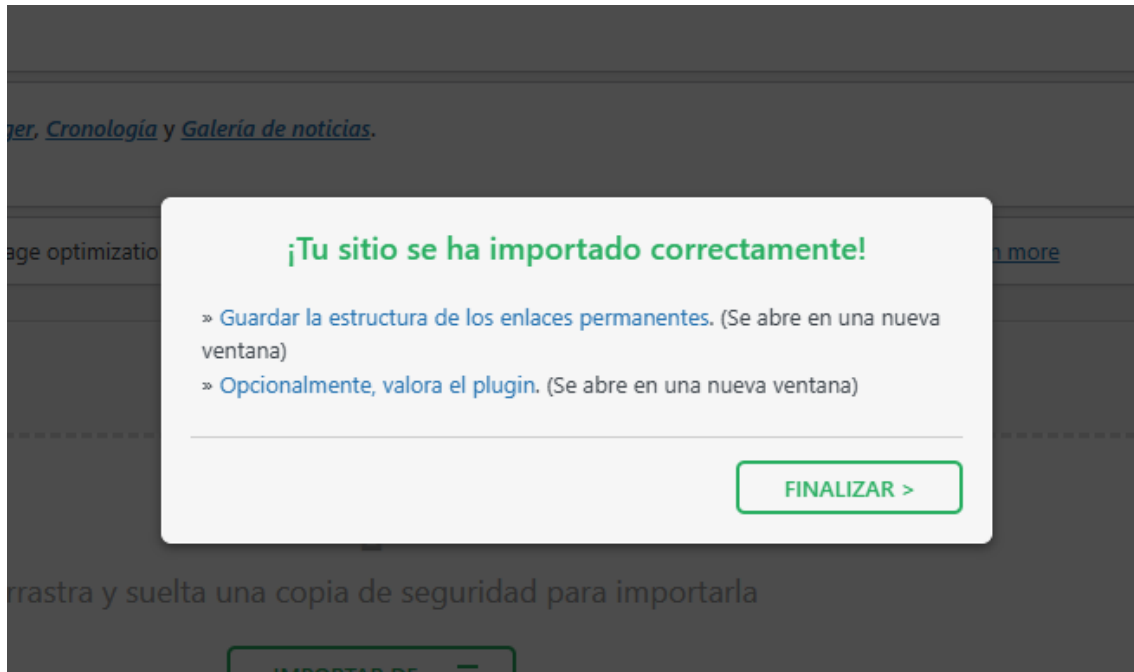 Cronología y Galería de noticias.
¡Tu sitio se ha importado correctamente!
age optimizatio
more
» Guardar la estructura de los enlaces permanentes. (Se abre en una nueva
ventana)
» Opcionalmente, valora el plugin. (Se abre en una nueva ventana)
FINALIZAR >
rrastra y suelta una copia de seguridad para importarla
IMPORTAR DE